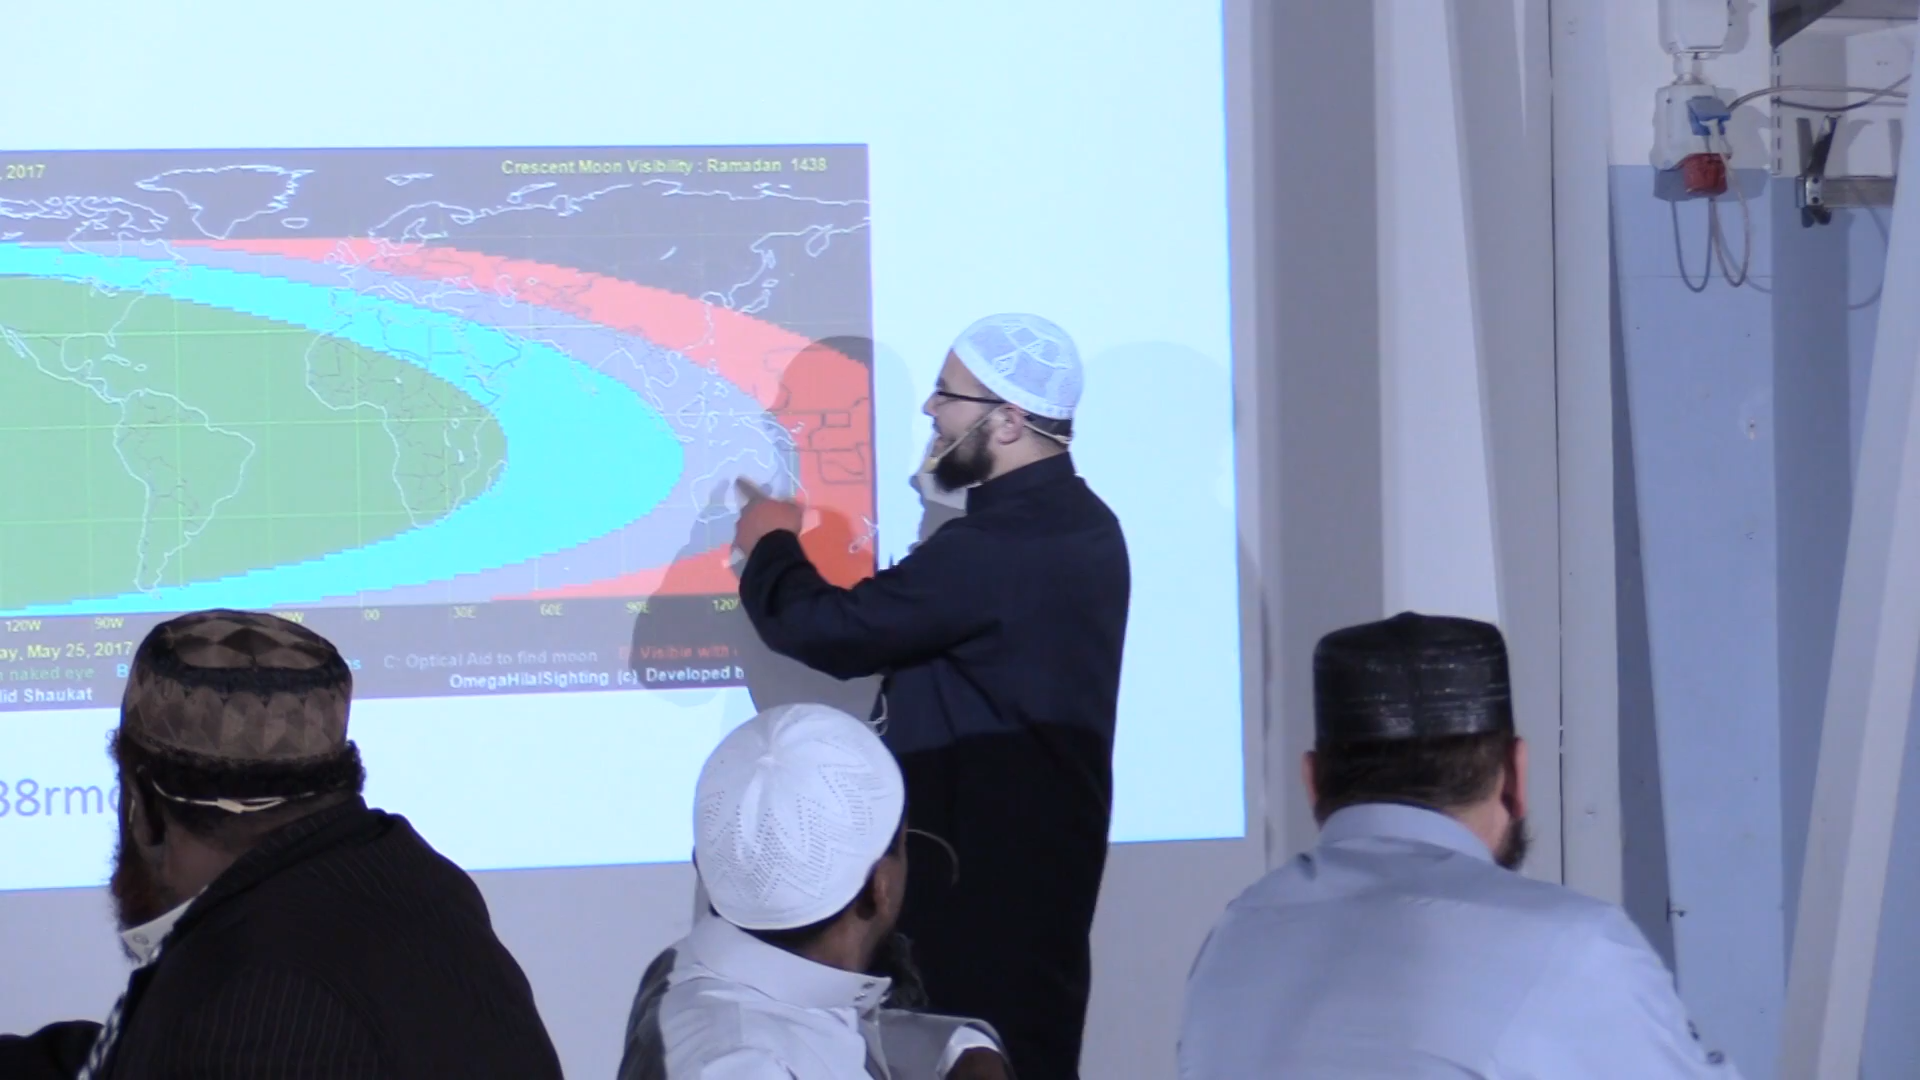 , 2017
Crescent Moon Visibility : Ramadan 1438
120W 90W 00 30E 60E 90E 120
ay, May 25, 2017
naked eye B C: Optical Aid to find moon D: Visible with
OmegaHilalSighting (c) Developed b
lid Shaukat
38rm